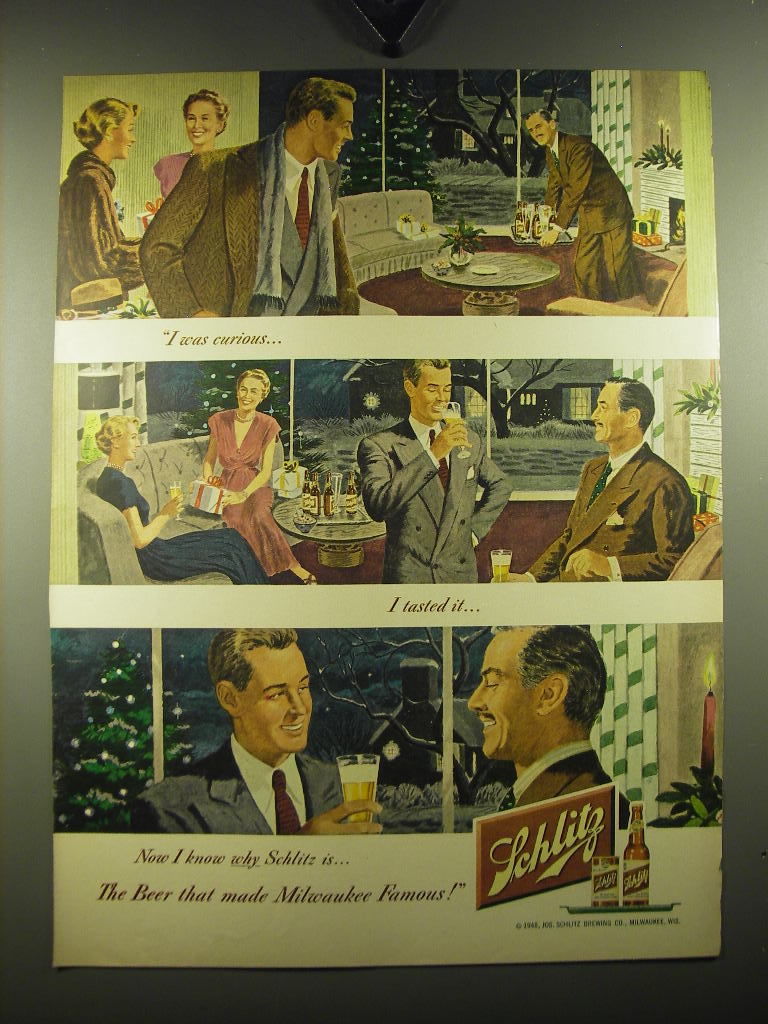 "I was curious...
I tasted it...
Now I know why Schlitz is...
The Beer that made Milwaukee Famous!"
Schlitz
Schlitz
Schlitz
© 1948, JOS. SCHLITZ BREWING CO., MILWAUKEE, WIS.